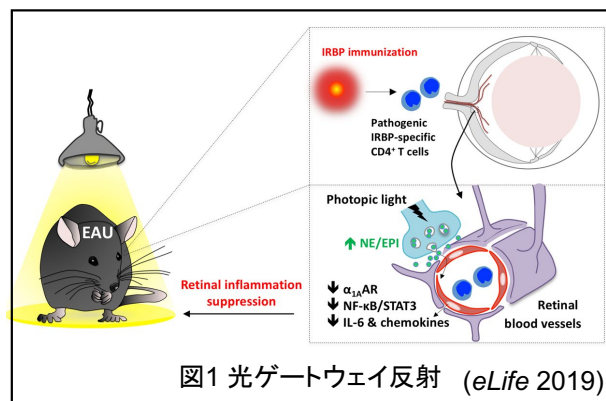 IRBP immunization
Pathogenic
IRBP-specific
CD4⁺ T cells
EAU
Photopic light
↑ NE/EPI
↓ α₁ₐAR
↓ NF-κB/STAT3
↓ IL-6 & chemokines
Retinal
blood vessels
Retinal inflammation
suppression
図1 光ゲートウェイ反射 (eLife 2019)